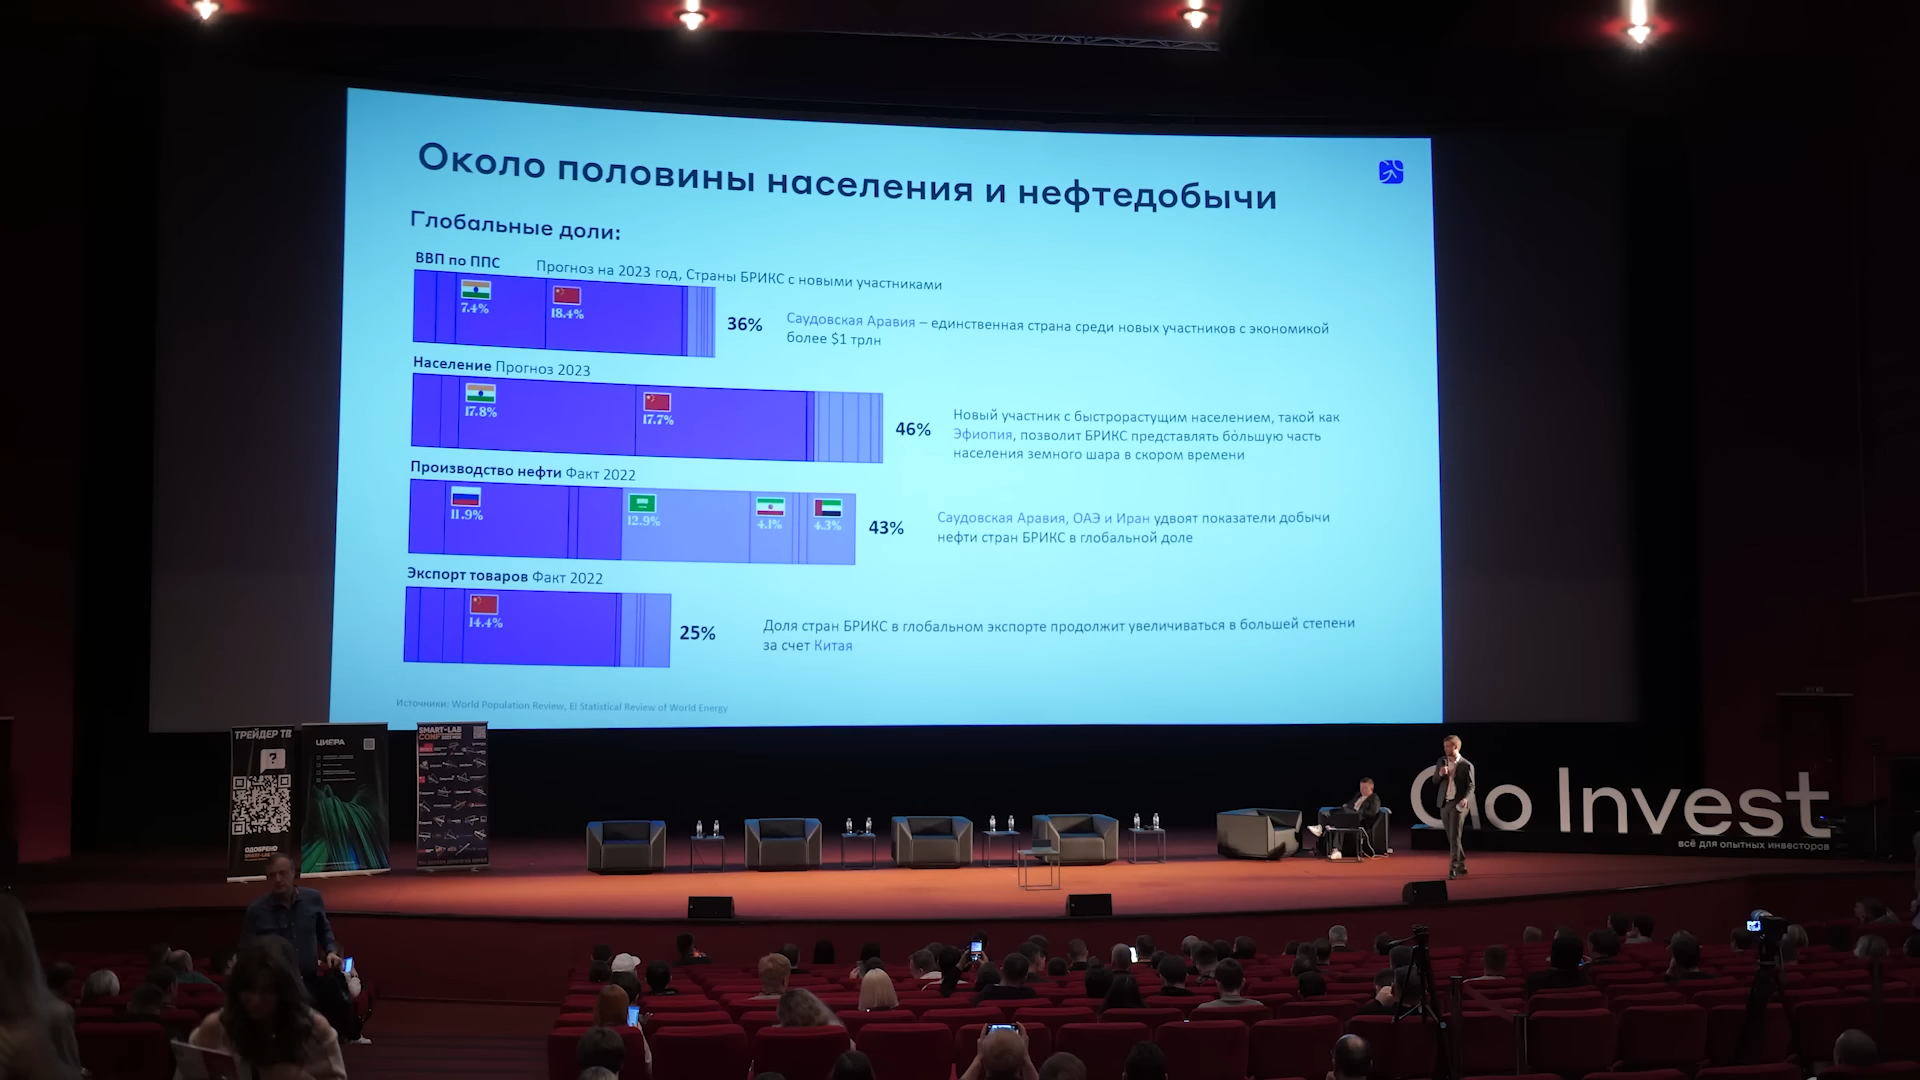 Около половины населения и нефтедобычи
Глобальные доли:
ВВП по ППС Прогноз на 2023 год, Страны БРИКС с новыми участниками
7.4%
18.4%
36%
Саудовская Аравия – единственная страна среди новых участников с экономикой
более $1 трлн
Население Прогноз 2023
17.8%
17.7%
46%
Новый участник с быстрорастущим населением, такой как
Эфиопия, позволит БРИКС представлять бо̀льшую часть
населения земного шара в скором времени
Производство нефти Факт 2022
11.9%
12.9%
4.1%
4.3%
43%
Саудовская Аравия, ОАЭ и Иран удвоят показатели добычи
нефти стран БРИКС в глобальной доле
Экспорт товаров Факт 2022
14.4%
25%
Доля стран БРИКС в глобальном экспорте продолжит увеличиваться в большей степени
за счет Китая
Источники: World Population Review, EI Statistical Review of World Energy
ТРЕЙДЕР ТВ
?
ОДОБРЕНО
ЦИФРА
SMART-LAB
CONF
Go Invest
всё для опытных инвесторов